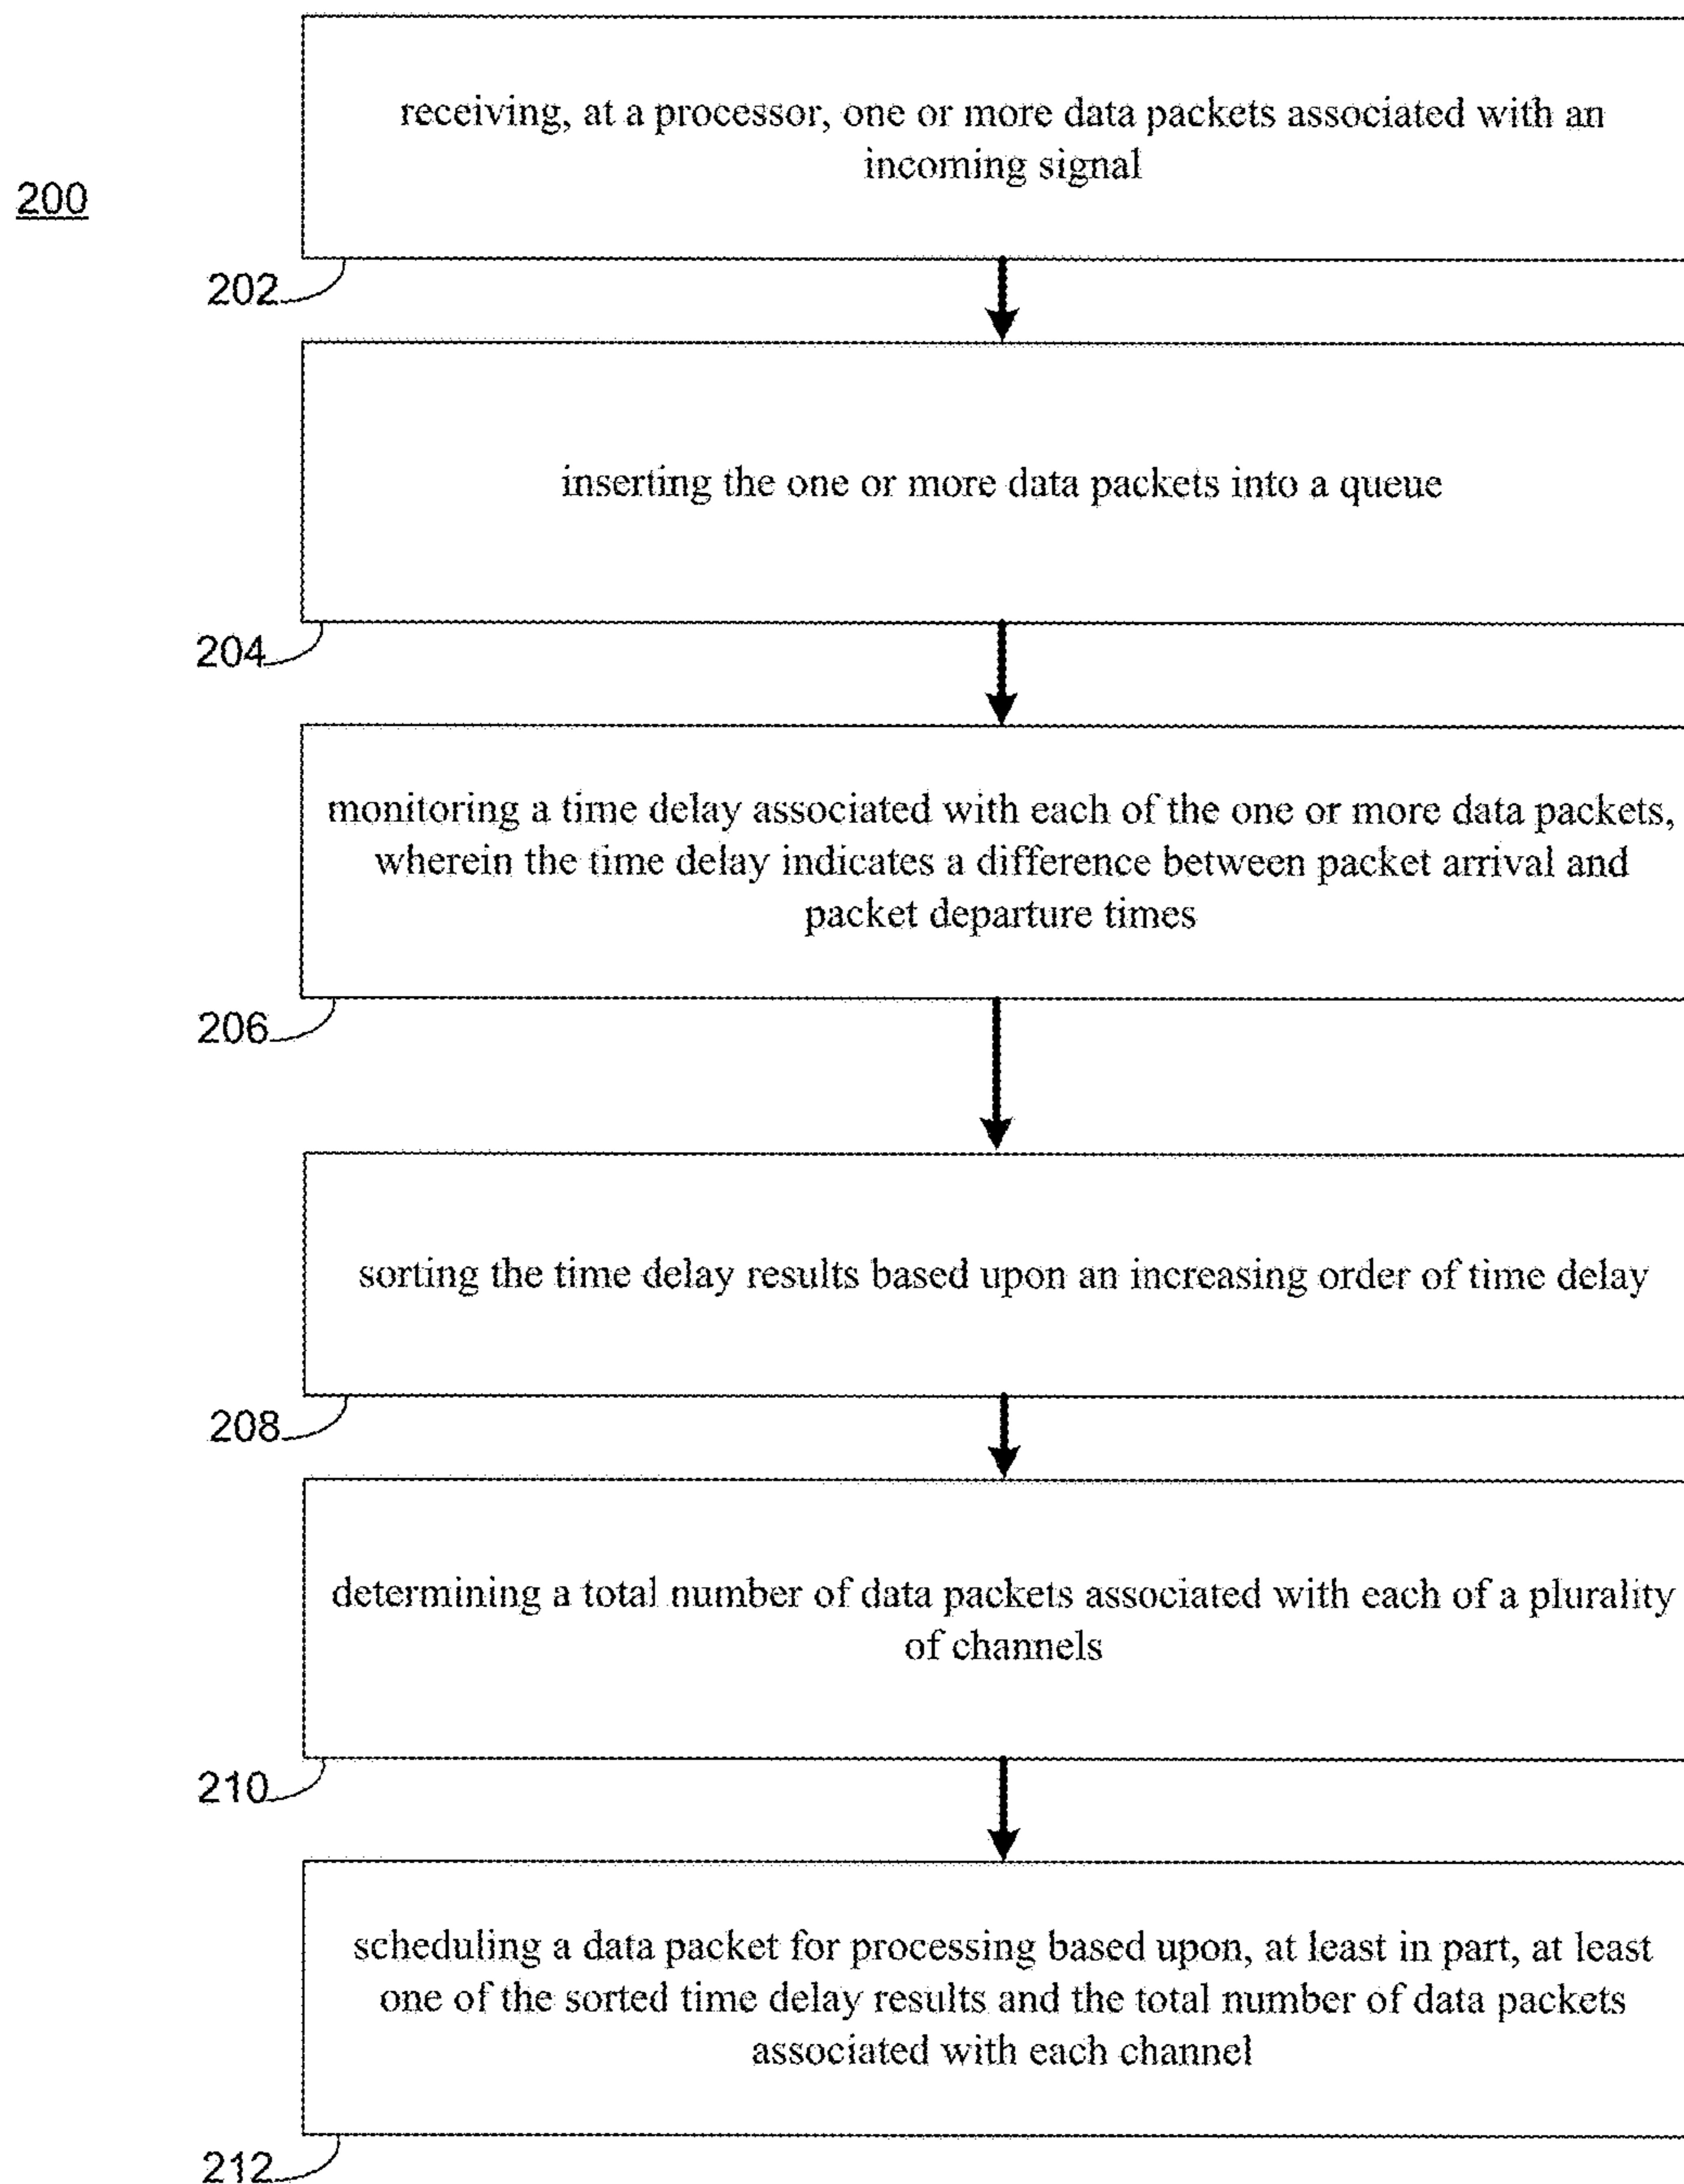 receiving, at a processor, one or more data packets associated with an
incoming signal
200
202
inserting the one or more data packets into a queue
204
monitoring a time delay associated with each of the one or more data packets,
wherein the time delay indicates a difference between packet arrival and
packet departure times
206
sorting the time delay results based upon an increasing order of time delay
208
determining a total number of data packets associated with each of a plurality
of channels
210
scheduling a data packet for processing based upon, at least in part, at least
one of the sorted time delay results and the total number of data packets
associated with each channel
212